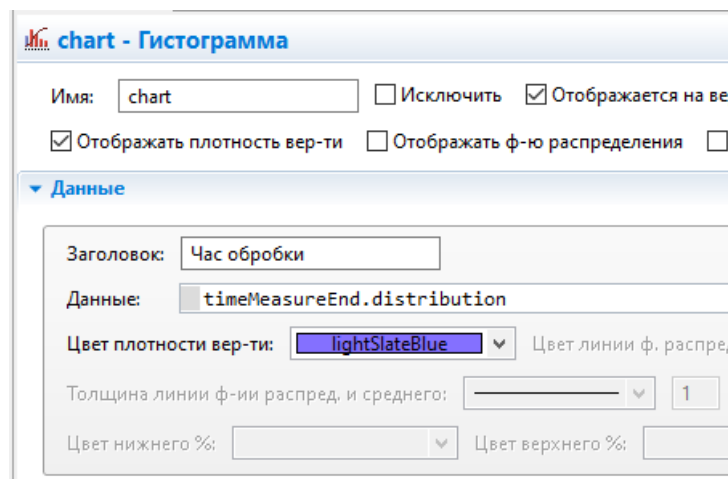 chart - Гистограмма
Имя: chart Исключить Отображается на ве
Отображать плотность вер-ти Отображать ф-ю распределения
Данные
Заголовок: Час обробки
Данные: timeMeasureEnd.distribution
Цвет плотности вер-ти: lightSlateBlue Цвет линии ф. распред
Толщина линии ф-ии распред. и среднего: 1
Цвет нижнего %: Цвет верхнего %: